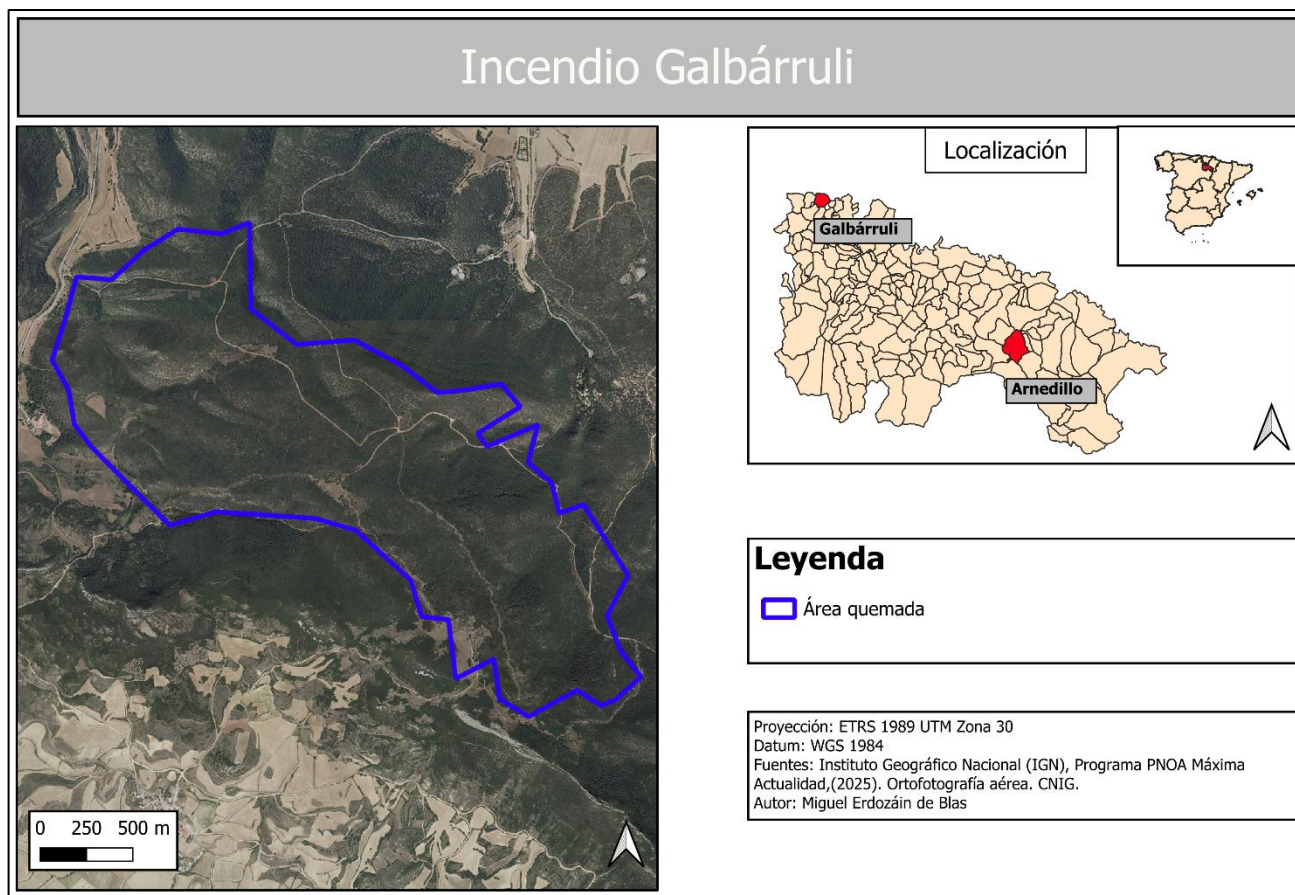 Incendio Galbárruli
Localización
Galbárruli
Arnedillo
Leyenda
Área quemada
0 250 500 m
Proyección: ETRS 1989 UTM Zona 30
Datum: WGS 1984
Fuentes: Instituto Geográfico Nacional (IGN), Programa PNOA Máxima
Actualidad,(2025). Ortofotografía aérea. CNIG.
Autor: Miguel Erdozáin de Blas